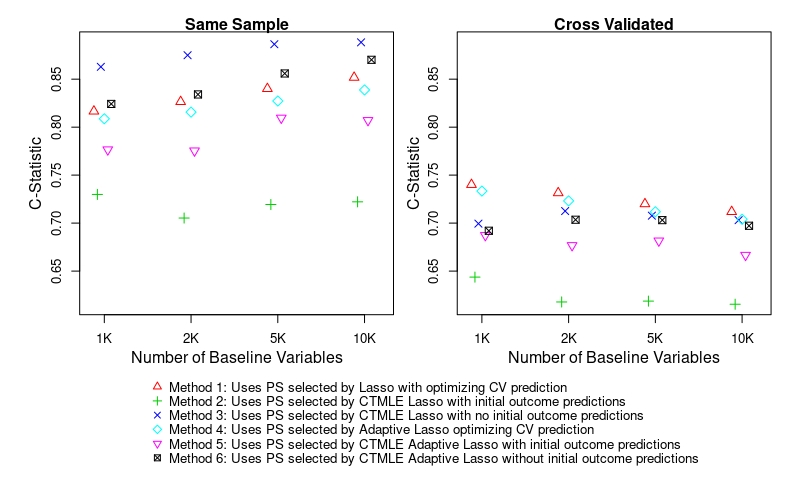 Same Sample
Cross Validated
C-Statistic
0.85
0.80
0.75
0.70
0.65
1K 2K 5K 10K
Number of Baseline Variables
C-Statistic
0.85
0.80
0.75
0.70
0.65
1K 2K 5K 10K
Number of Baseline Variables
Method 1: Uses PS selected by Lasso with optimizing CV prediction
Method 2: Uses PS selected by CTMLE Lasso with initial outcome predictions
Method 3: Uses PS selected by CTMLE Lasso with no initial outcome predictions
Method 4: Uses PS selected by Adaptive Lasso optimizing CV prediction
Method 5: Uses PS selected by CTMLE Adaptive Lasso with initial outcome predictions
Method 6: Uses PS selected by CTMLE Adaptive Lasso without initial outcome predictions